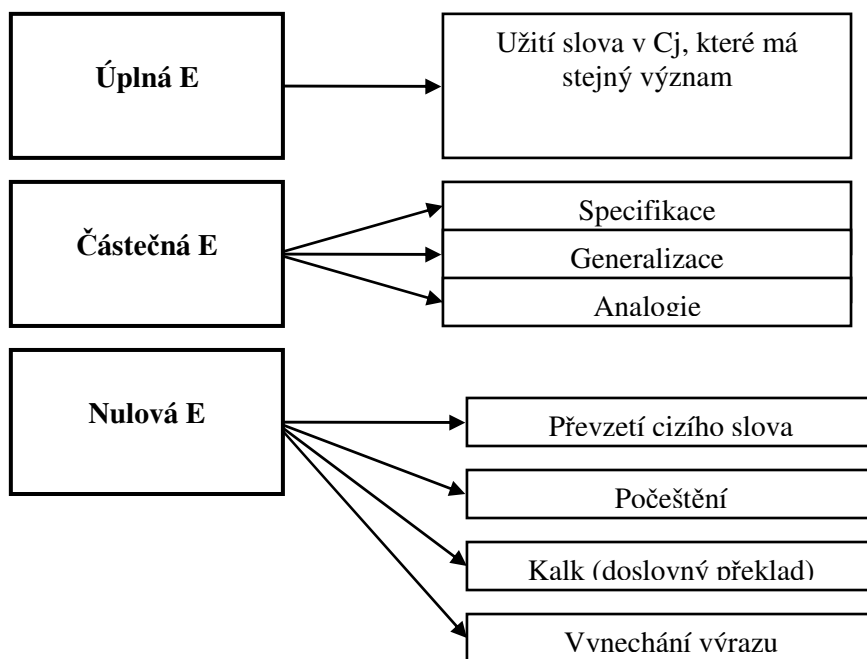 Úplná E
Užití slova v Cj, které má
stejný význam
Částečná E
Specifikace
Generalizace
Analogie
Nulová E
Převzetí cizího slova
Počeštění
Kalk (doslovný překlad)
Vynechání výrazu